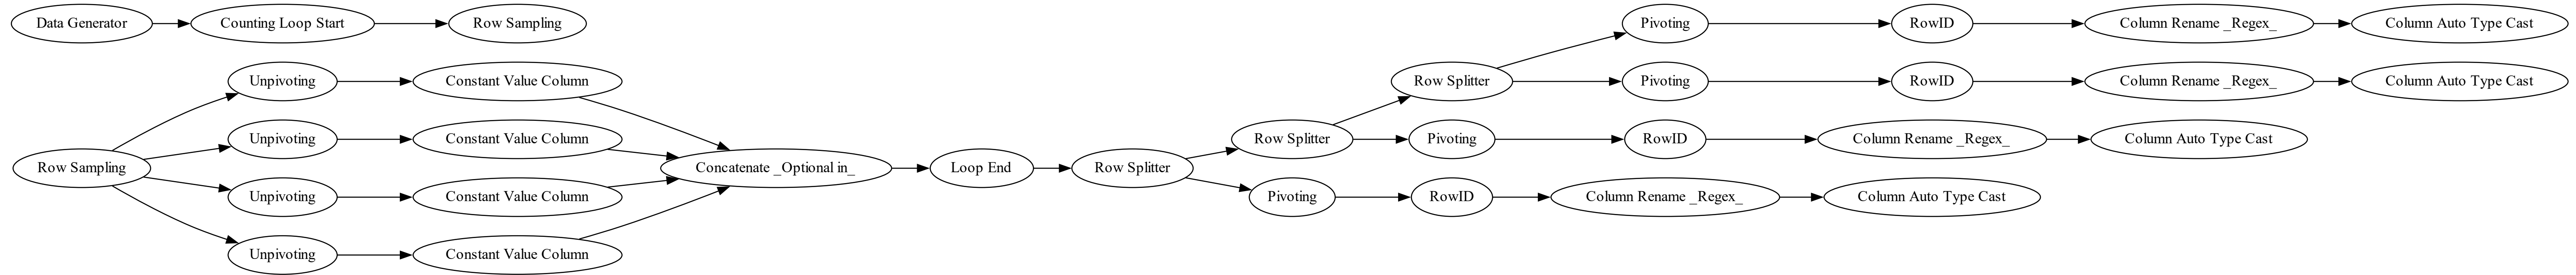 Data Generator
Counting Loop Start
Row Sampling
Pivoting
RowID
Column Rename _Regex_
Column Auto Type Cast
Unpivoting
Constant Value Column
Row Splitter
Pivoting
RowID
Column Rename _Regex_
Column Auto Type Cast
Unpivoting
Constant Value Column
Row Splitter
Pivoting
RowID
Column Rename _Regex_
Column Auto Type Cast
Row Sampling
Concatenate _Optional in_
Loop End
Row Splitter
Unpivoting
Constant Value Column
Pivoting
RowID
Column Rename _Regex_
Column Auto Type Cast
Unpivoting
Constant Value Column